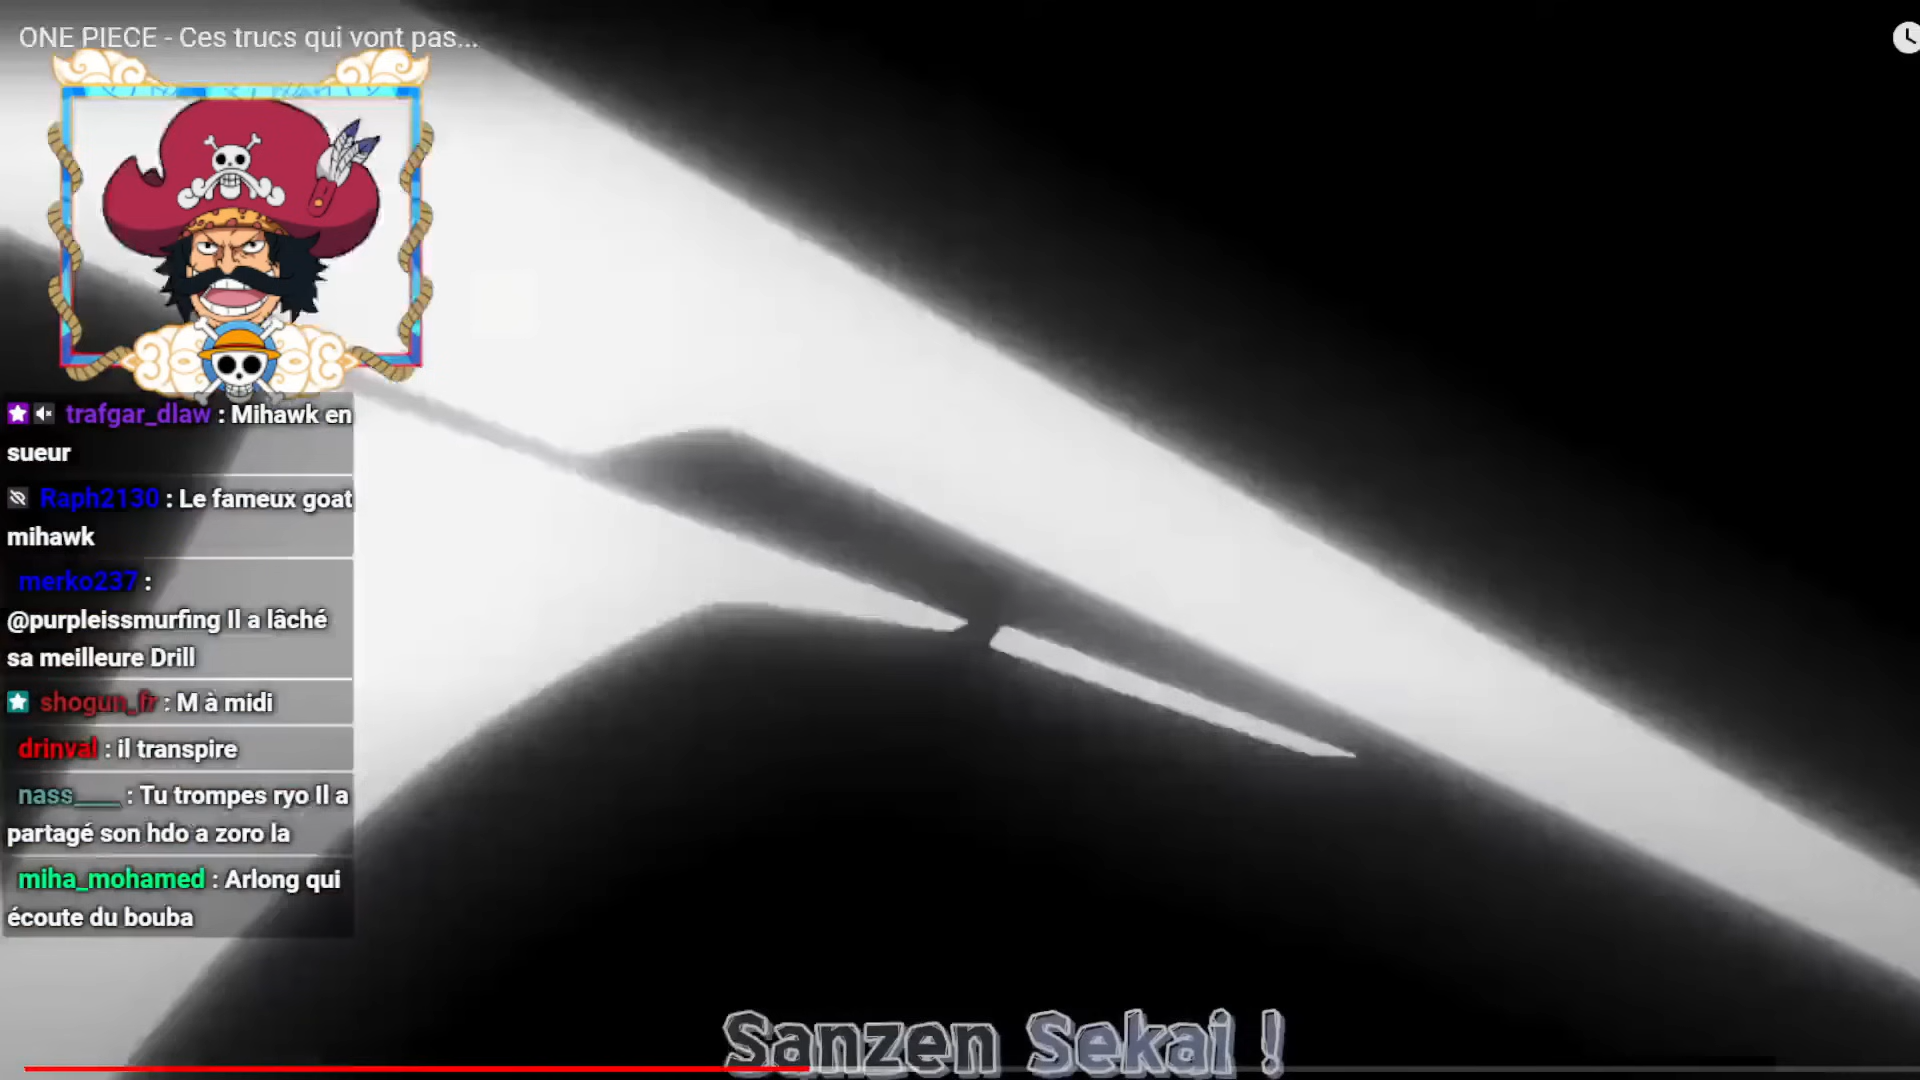 ONE PIECE - Ces trucs qui vont pas...
trafgar_dlaw : Mihawk en
sueur
Raph2130 : Le fameux goat
mihawk
merko237 :
@purpleissmurfing Il a lâché
sa meilleure Drill
shogun_fr : M à midi
drinval : il transpire
nass____ : Tu trompes ryo Il a
partagé son hdo a zoro la
miha_mohamed : Arlong qui
écoute du bouba
Sanzen Sekai !